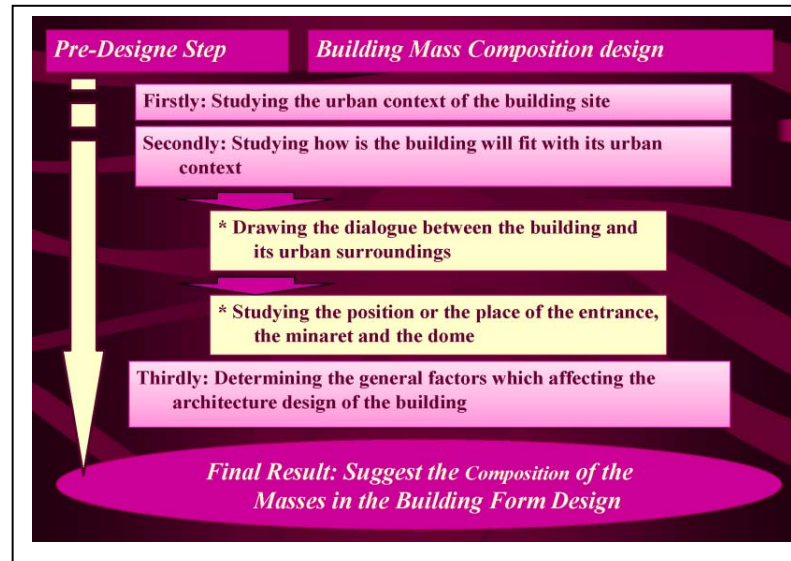 Pre-Designe Step
Building Mass Composition design
Firstly: Studying the urban context of the building site
Secondly: Studying how is the building will fit with its urban
context
* Drawing the dialogue between the building and
its urban surroundings
* Studying the position or the place of the entrance,
the minaret and the dome
Thirdly: Determining the general factors which affecting the
architecture design of the building
Final Result: Suggest the Composition of the
Masses in the Building Form Design